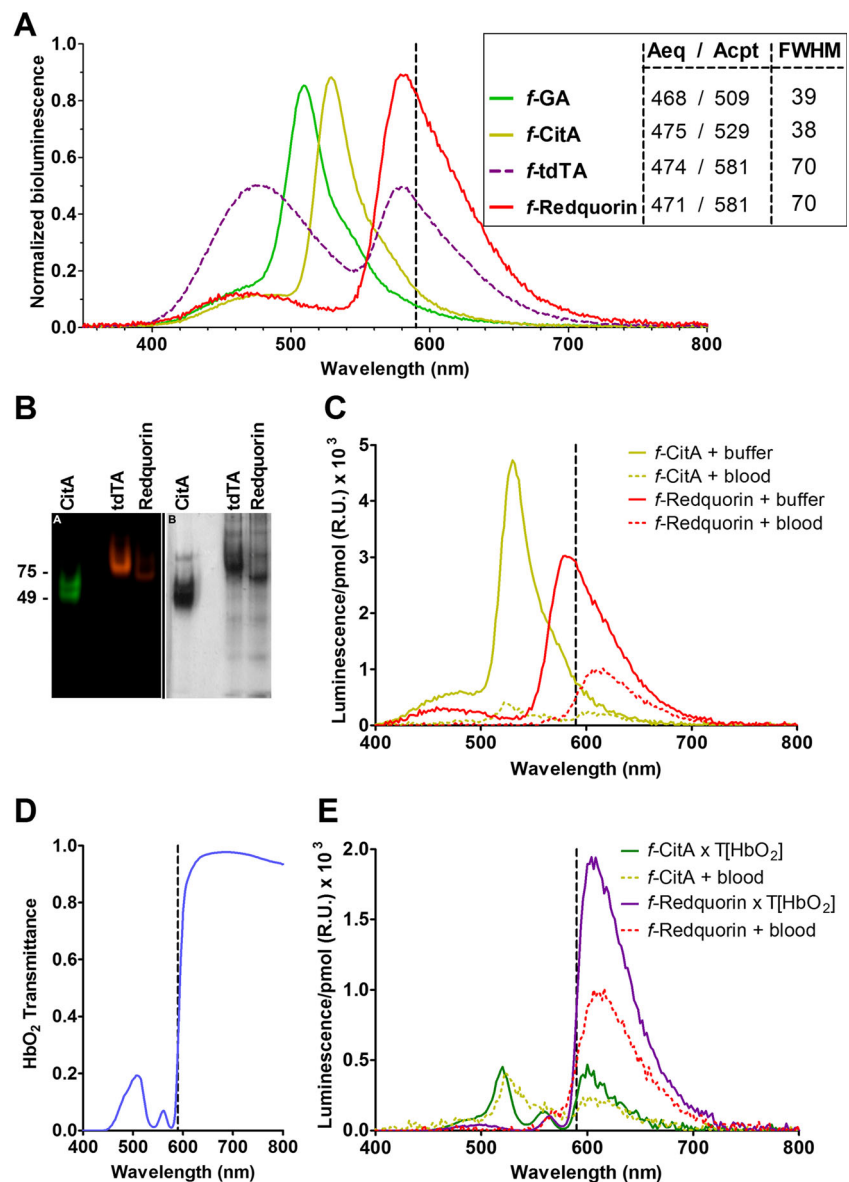 A
Aeq / Acpt FWHM
f-GA 468 / 509 39
f-CitA 475 / 529 38
f-tdTA 474 / 581 70
f-Redquorin 471 / 581 70
Normalized bioluminescence
1.0
0.8
0.6
0.4
0.2
0.0
400 500 600 700 800
Wavelength (nm)
B
CitA
tdTA
Redquorin
CitA
tdTA
Redquorin
A
B
75 -
49 -
C
f-CitA + buffer
f-CitA + blood
f-Redquorin + buffer
f-Redquorin + blood
Luminescence/pmol (R.U.) x 10³
5
4
3
2
1
0
400 500 600 700 800
Wavelength (nm)
D
HbO₂ Transmittance
1.0
0.8
0.6
0.4
0.2
0.0
400 500 600 700 800
Wavelength (nm)
E
f-CitA x T[HbO₂]
f-CitA + blood
f-Redquorin x T[HbO₂]
f-Redquorin + blood
Luminescence/pmol (R.U.) x 10³
2.0
1.5
1.0
0.5
0.0
400 500 600 700 800
Wavelength (nm)